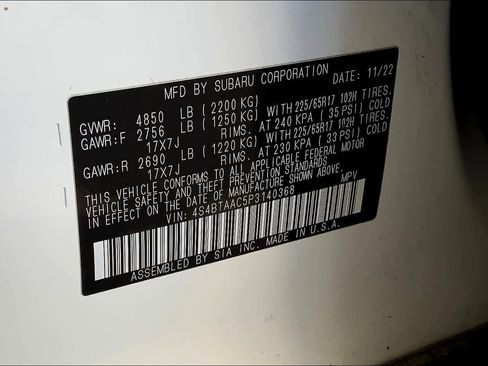 MFD BY SUBARU CORPORATION DATE: 11/22
GVWR: 4850 LB (2200 KG)
GAWR:F 2756 LB (1250 KG) WITH 225/65R17 102H TIRES.
17X7J RIMS. AT 240 KPA (35 PSI) COLD
GAWR:R 2690 LB (1220 KG) WITH 225/65R17 102H TIRES.
17X7J RIMS. AT 230 KPA (33 PSI) COLD
THIS VEHICLE CONFORMS TO ALL APPLICABLE FEDERAL MOTOR
VEHICLE SAFETY AND THEFT PREVENTION STANDARDS IN EFFECT
ON THE DATE OF MANUFACTURE SHOWN ABOVE.
VIN: 4S4BTAAC5P3140368 MPV
ASSEMBLED BY SIA INC. MADE IN U.S.A.